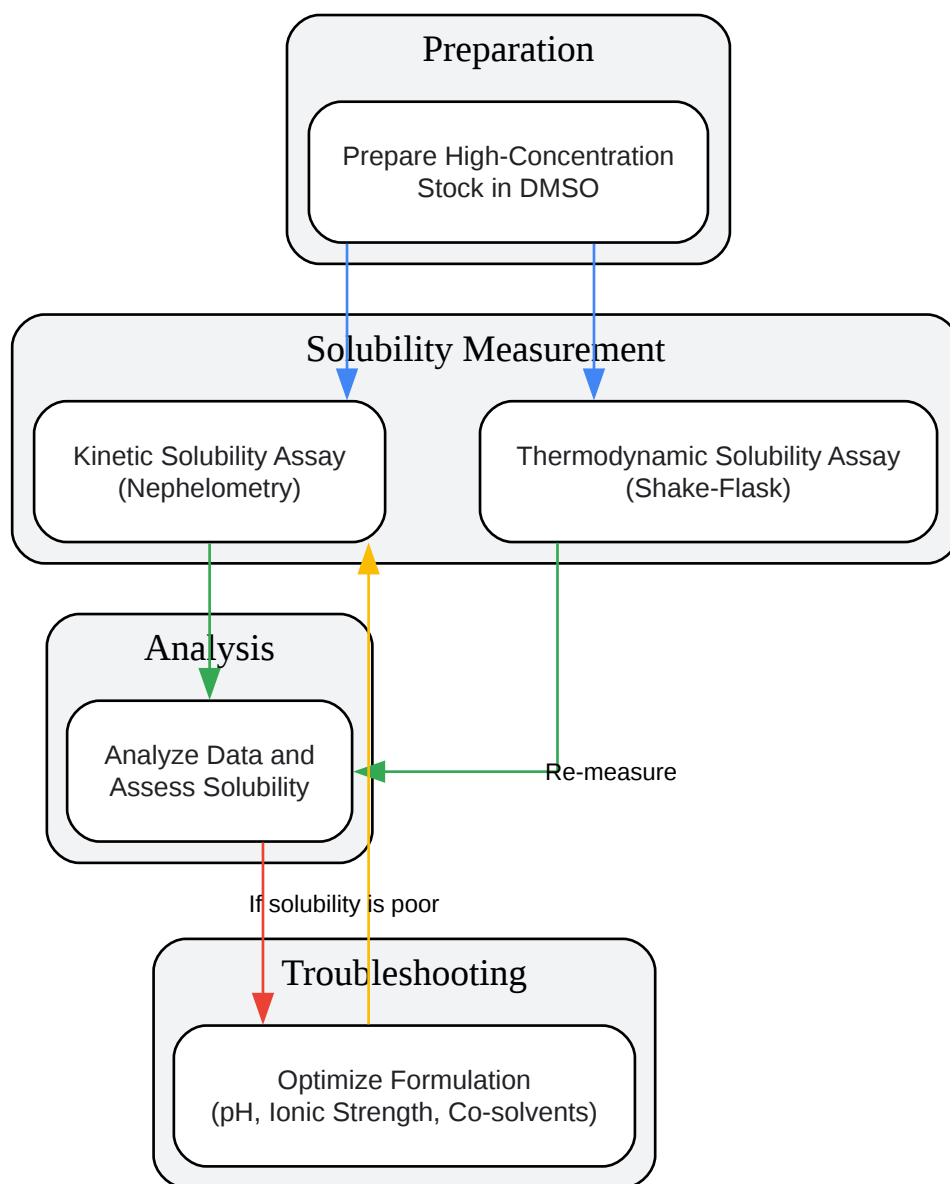 Preparation
Prepare High-Concentration
Stock in DMSO
Solubility Measurement
Kinetic Solubility Assay
(Nephelometry)
Thermodynamic Solubility Assay
(Shake-Flask)
Analysis
Analyze Data and
Assess Solubility
Re-measure
If solubility is poor
Troubleshooting
Optimize Formulation
(pH, Ionic Strength, Co-solvents)